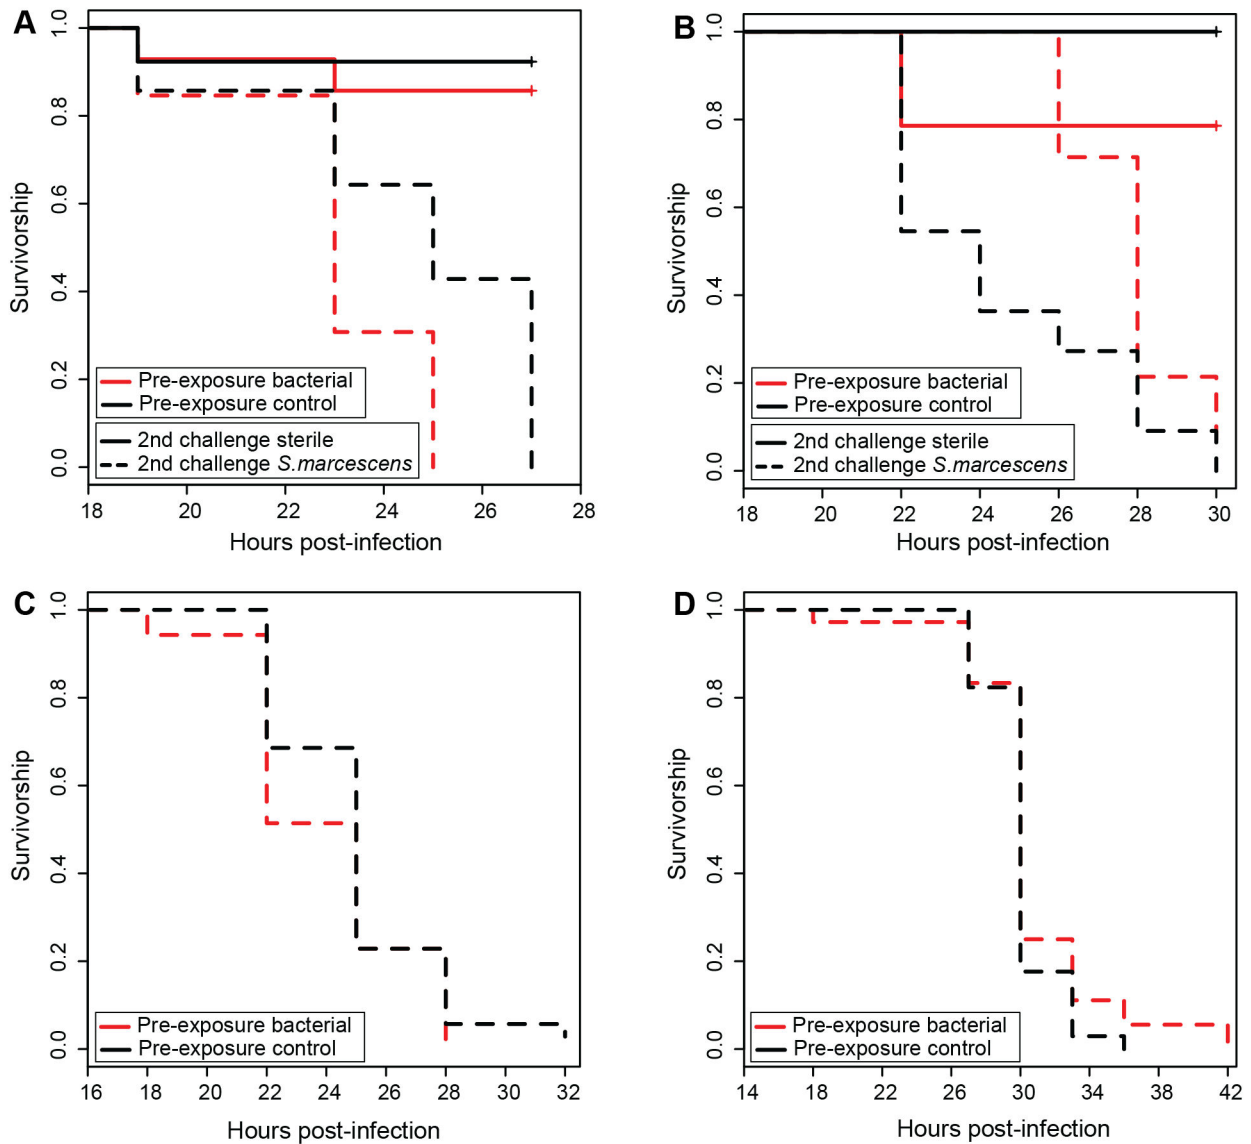 A
Survivorship
1.0
0.8
0.6
0.4
0.2
0.0
Pre-exposure bacterial
Pre-exposure control
2nd challenge sterile
2nd challenge S.marcescens
18 20 22 24 26 28
Hours post-infection
B
Survivorship
1.0
0.8
0.6
0.4
0.2
0.0
Pre-exposure bacterial
Pre-exposure control
2nd challenge sterile
2nd challenge S.marcescens
18 20 22 24 26 28 30
Hours post-infection
C
Survivorship
1.0
0.8
0.6
0.4
0.2
0.0
Pre-exposure bacterial
Pre-exposure control
16 18 20 22 24 26 28 30 32
Hours post-infection
D
Survivorship
1.0
0.8
0.6
0.4
0.2
0.0
Pre-exposure bacterial
Pre-exposure control
14 18 22 26 30 34 38 42
Hours post-infection